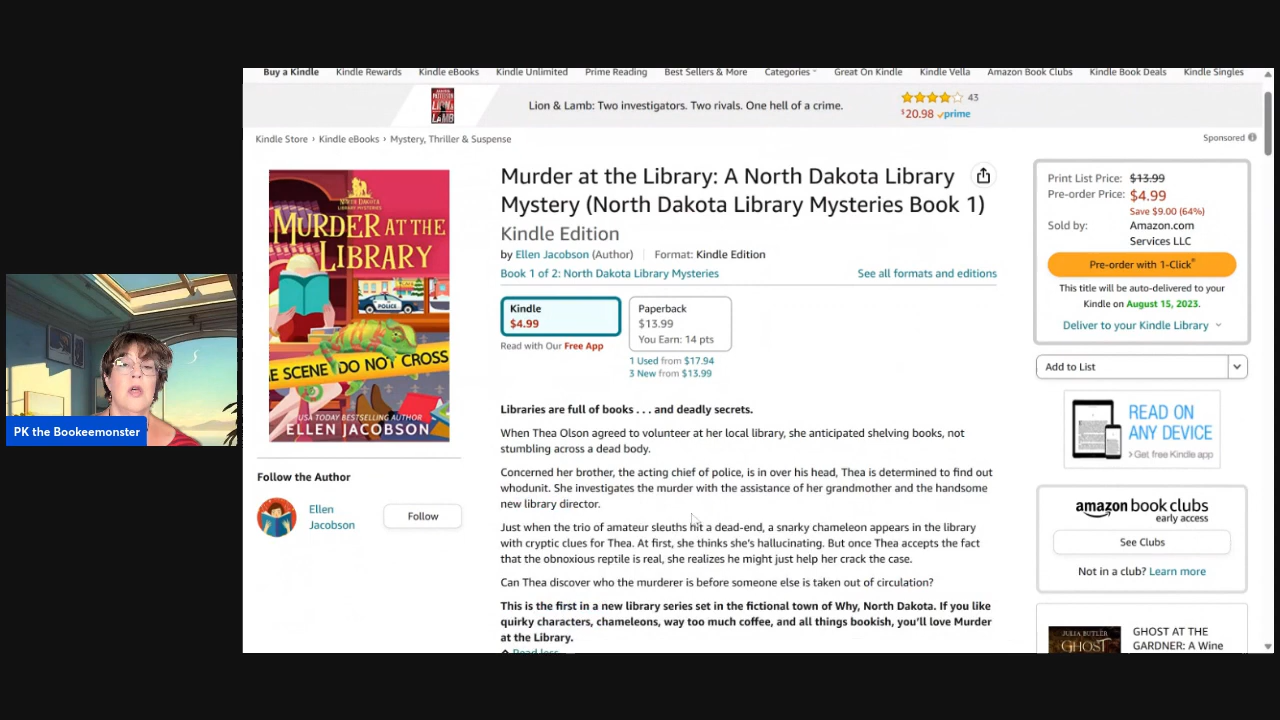 Buy a Kindle Kindle Rewards Kindle eBooks Kindle Unlimited Prime Reading Best Sellers & More Categories Great On Kindle Kindle Vella Amazon Book Clubs Kindle Book Deals Kindle Singles
Lion & Lamb: Two investigators. Two rivals. One hell of a crime.
43
$20.98 prime
Kindle Store › Kindle eBooks › Mystery, Thriller & Suspense
Sponsored
NORTH DAKOTA
LIBRARY MYSTERIES
MURDER AT THE
LIBRARY
POLICE
E SCENE DO NOT CROSS
USA TODAY BESTSELLING AUTHOR
ELLEN JACOBSON
Follow the Author
Ellen
Jacobson
Follow
PK the Bookeemonster
Murder at the Library: A North Dakota Library
Mystery (North Dakota Library Mysteries Book 1)
Kindle Edition
by Ellen Jacobson (Author) Format: Kindle Edition
Book 1 of 2: North Dakota Library Mysteries
See all formats and editions
Kindle
$4.99
Read with Our Free App
Paperback
$13.99
You Earn: 14 pts
1 Used from $17.94
3 New from $13.99
Libraries are full of books . . . and deadly secrets.
When Thea Olson agreed to volunteer at her local library, she anticipated shelving books, not
stumbling across a dead body.
Concerned her brother, the acting chief of police, is in over his head, Thea is determined to find out
whodunit. She investigates the murder with the assistance of her grandmother and the handsome
new library director.
Just when the trio of amateur sleuths hit a dead-end, a snarky chameleon appears in the library
with cryptic clues for Thea. At first, she thinks she's hallucinating. But once Thea accepts the fact
that the obnoxious reptile is real, she realizes he might just help her crack the case.
Can Thea discover who the murderer is before someone else is taken out of circulation?
This is the first in a new library series set in the fictional town of Why, North Dakota. If you like
quirky characters, chameleons, way too much coffee, and all things bookish, you'll love Murder
at the Library.
Read less
Print List Price: $13.99
Pre-order Price: $4.99
Save $9.00 (64%)
Sold by: Amazon.com
Services LLC
Pre-order with 1-Click®
This title will be auto-delivered to your
Kindle on August 15, 2023.
Deliver to your Kindle Library
Add to List
READ ON
ANY DEVICE
› Get free Kindle app
amazon book clubs
early access
See Clubs
Not in a club? Learn more
JULIA BUTLER
GHOST
GHOST AT THE
GARDNER: A Wine